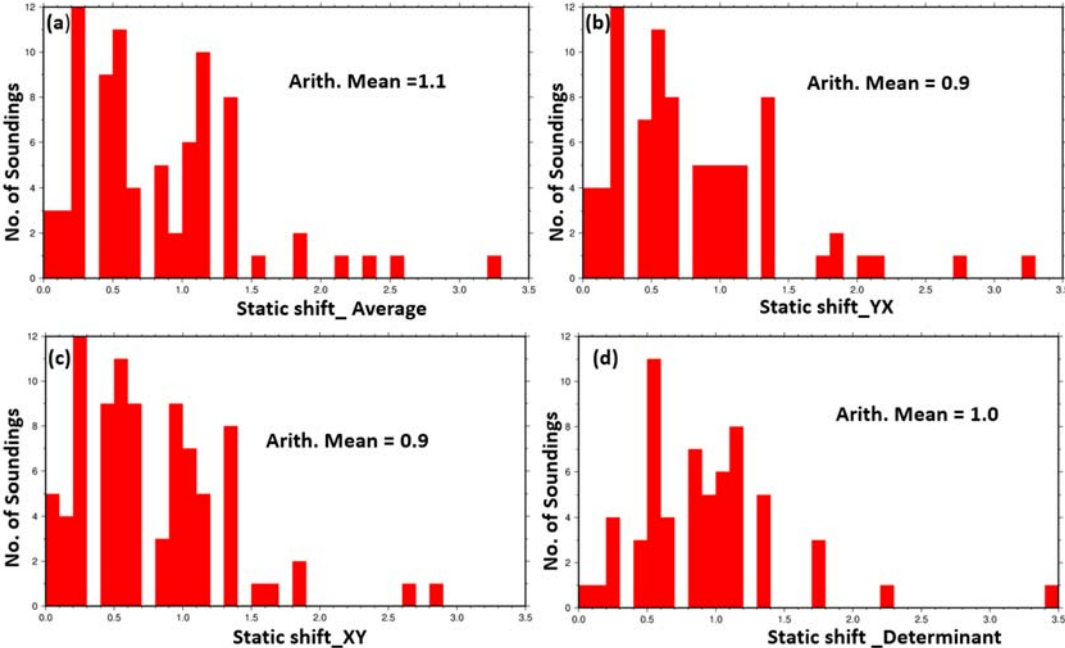 (a)
Arith. Mean =1.1
No. of Soundings
12
10
8
6
4
2
0
0.0 0.5 1.0 1.5 2.0 2.5 3.0 3.5
Static shift_ Average
(b)
Arith. Mean = 0.9
No. of Soundings
12
10
8
6
4
2
0
0.0 0.5 1.0 1.5 2.0 2.5 3.0 3.5
Static shift_YX
(c)
Arith. Mean = 0.9
No. of Soundings
12
10
8
6
4
2
0
0.0 0.5 1.0 1.5 2.0 2.5 3.0 3.5
Static shift_XY
(d)
Arith. Mean = 1.0
No. of Soundings
12
10
8
6
4
2
0
0.0 0.5 1.0 1.5 2.0 2.5 3.0 3.5
Static shift _Determinant